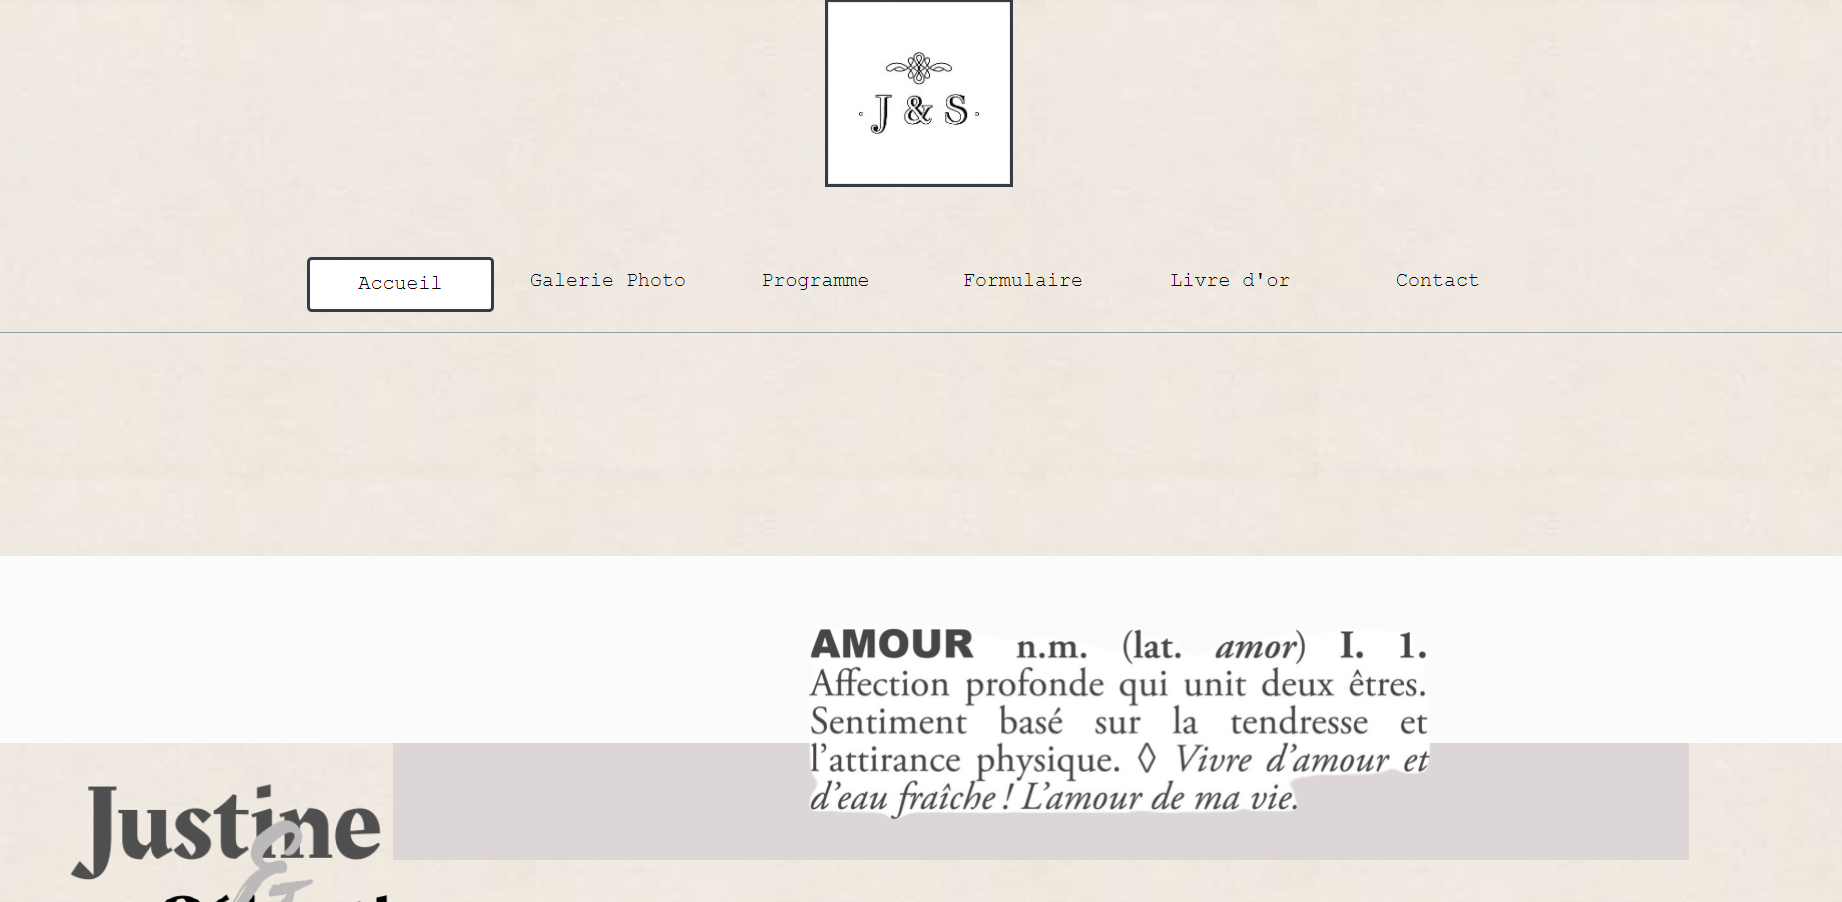 J & S
Accueil Galerie Photo Programme Formulaire Livre d'or Contact
AMOUR n.m. (lat. amor) I. 1.
Affection profonde qui unit deux êtres.
Sentiment basé sur la tendresse et
l'attirance physique. ◊ Vivre d'amour et
d'eau fraîche ! L'amour de ma vie.
Justine
&